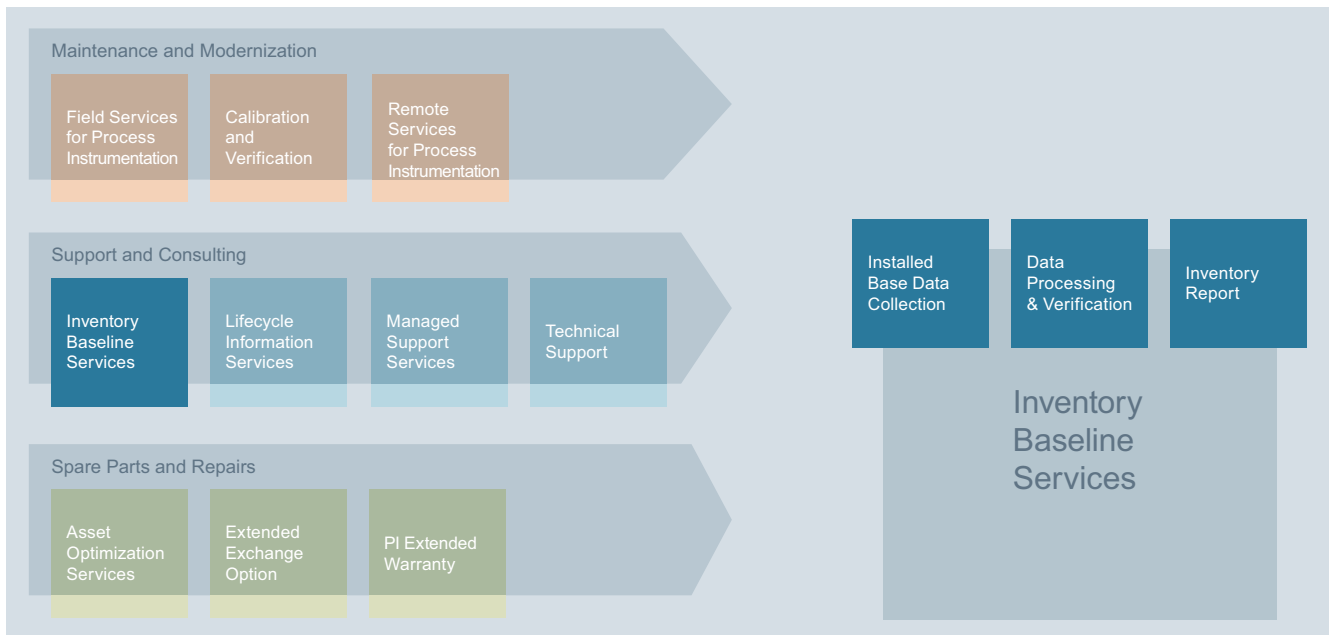 Maintenance and Modernization
Field Services
for Process
Instrumentation
Calibration
and
Verification
Remote
Services
for Process
Instrumentation
Support and Consulting
Inventory
Baseline
Services
Lifecycle
Information
Services
Managed
Support
Services
Technical
Support
Spare Parts and Repairs
Asset
Optimization
Services
Extended
Exchange
Option
PI Extended
Warranty
Installed
Base Data
Collection
Data
Processing
& Verification
Inventory
Report
Inventory
Baseline
Services